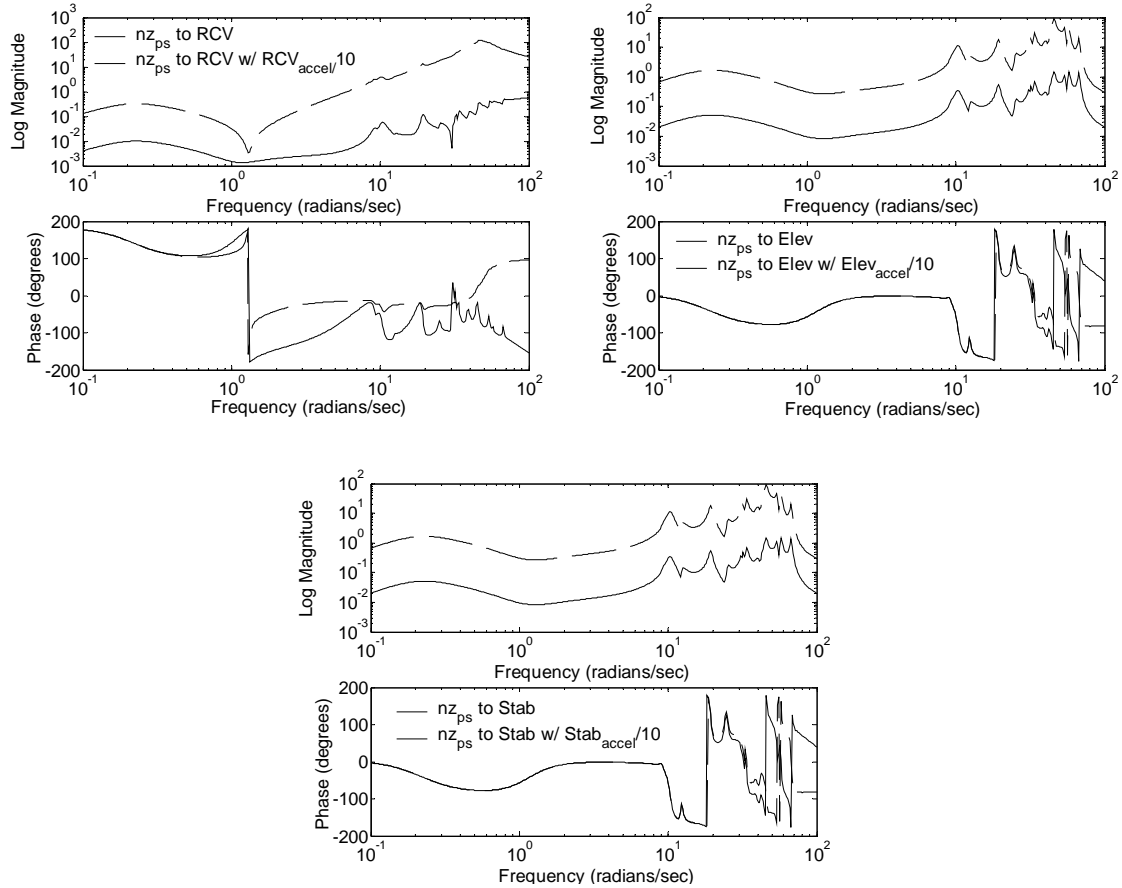 nz_ps to RCV
nz_ps to RCV w/ RCV_accel/10
Log Magnitude
10^3
10^2
10^1
10^0
10^-1
10^-2
10^-3
10^-1 10^0 10^1 10^2
Frequency (radians/sec)
Phase (degrees)
200
100
0
-100
-200
10^-1 10^0 10^1 10^2
Frequency (radians/sec)
Log Magnitude
10^2
10^1
10^0
10^-1
10^-2
10^-3
10^-1 10^0 10^1 10^2
Frequency (radians/sec)
nz_ps to Elev
nz_ps to Elev w/ Elev_accel/10
Phase (degrees)
200
100
0
-100
-200
10^-1 10^0 10^1 10^2
Frequency (radians/sec)
Log Magnitude
10^2
10^1
10^0
10^-1
10^-2
10^-3
10^-1 10^0 10^1 10^2
Frequency (radians/sec)
nz_ps to Stab
nz_ps to Stab w/ Stab_accel/10
Phase (degrees)
200
100
0
-100
-200
10^-1 10^0 10^1 10^2
Frequency (radians/sec)